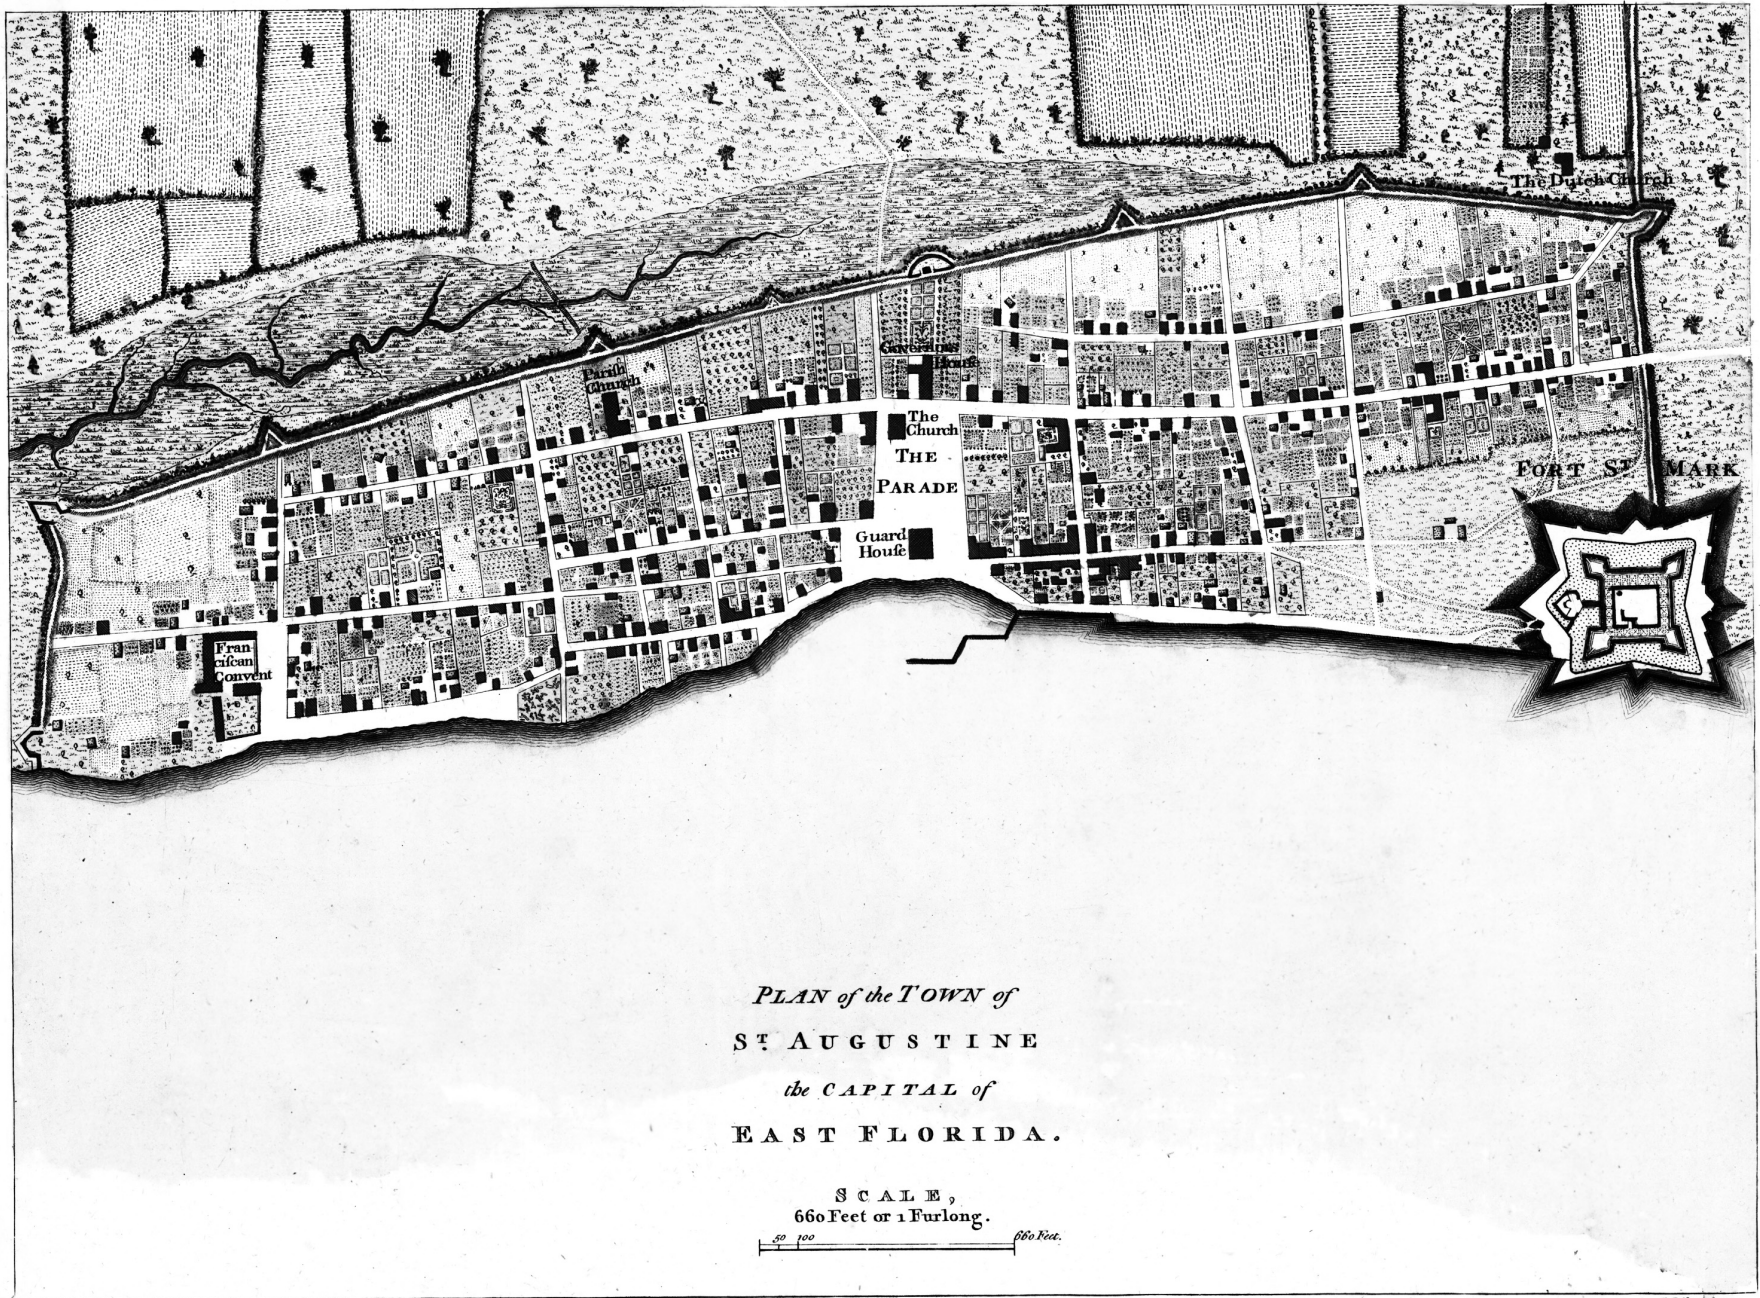 The Dutch Church
Governors
House
Parish
Church
The
Church
THE
PARADE
FORT ST. MARK
Guard
Houſe
Fran-
ciſcan
Convent
PLAN of the TOWN of
ST. AUGUSTINE
the CAPITAL of
EAST FLORIDA.
SCALE,
660 Feet or 1 Furlong.
50 100 660 Feet.